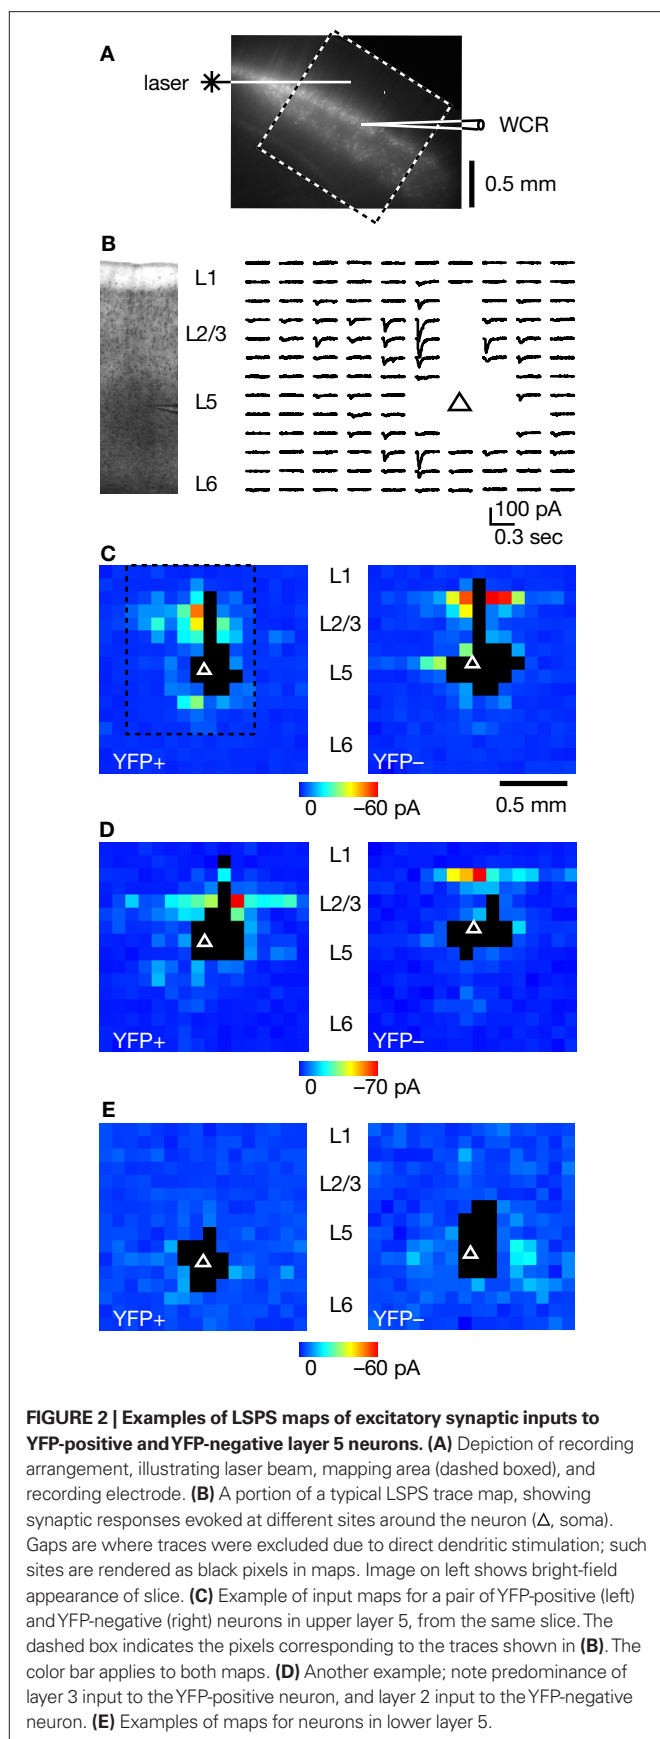 A
laser
WCR
0.5 mm
B
L1
L2/3
L5
L6
100 pA
0.3 sec
C
L1
L2/3
L5
L6
YFP+
YFP–
0 –60 pA
0.5 mm
D
L1
L2/3
L5
L6
YFP+
YFP–
0 –70 pA
E
L1
L2/3
L5
L6
YFP+
YFP–
0 –60 pA
FIGURE 2 | Examples of LSPS maps of excitatory synaptic inputs to
YFP-positive and YFP-negative layer 5 neurons. (A) Depiction of recording
arrangement, illustrating laser beam, mapping area (dashed boxed), and
recording electrode. (B) A portion of a typical LSPS trace map, showing
synaptic responses evoked at different sites around the neuron (Δ, soma).
Gaps are where traces were excluded due to direct dendritic stimulation; such
sites are rendered as black pixels in maps. Image on left shows bright-field
appearance of slice. (C) Example of input maps for a pair of YFP-positive (left)
and YFP-negative (right) neurons in upper layer 5, from the same slice. The
dashed box indicates the pixels corresponding to the traces shown in (B). The
color bar applies to both maps. (D) Another example; note predominance of
layer 3 input to the YFP-positive neuron, and layer 2 input to the YFP-negative
neuron. (E) Examples of maps for neurons in lower layer 5.